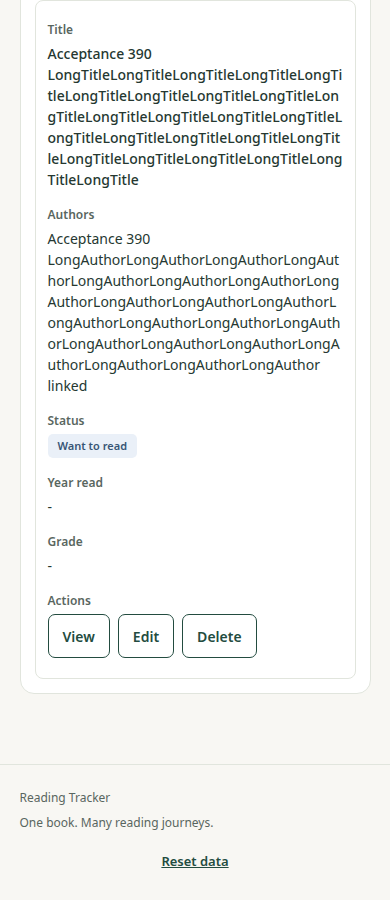 Title
Acceptance 390
LongTitleLongTitleLongTitleLongTitleLongTi
tleLongTitleLongTitleLongTitleLongTitleLon
gTitleLongTitleLongTitleLongTitleLongTitleL
ongTitleLongTitleLongTitleLongTitleLongTit
leLongTitleLongTitleLongTitleLongTitleLong
TitleLongTitle
Authors
Acceptance 390
LongAuthorLongAuthorLongAuthorLongAut
horLongAuthorLongAuthorLongAuthorLong
AuthorLongAuthorLongAuthorLongAuthorL
ongAuthorLongAuthorLongAuthorLongAuth
orLongAuthorLongAuthorLongAuthorLongA
uthorLongAuthorLongAuthorLongAuthor
linked
Status
Want to read
Year read
-
Grade
-
Actions
View Edit Delete
Reading Tracker
One book. Many reading journeys.
Reset data